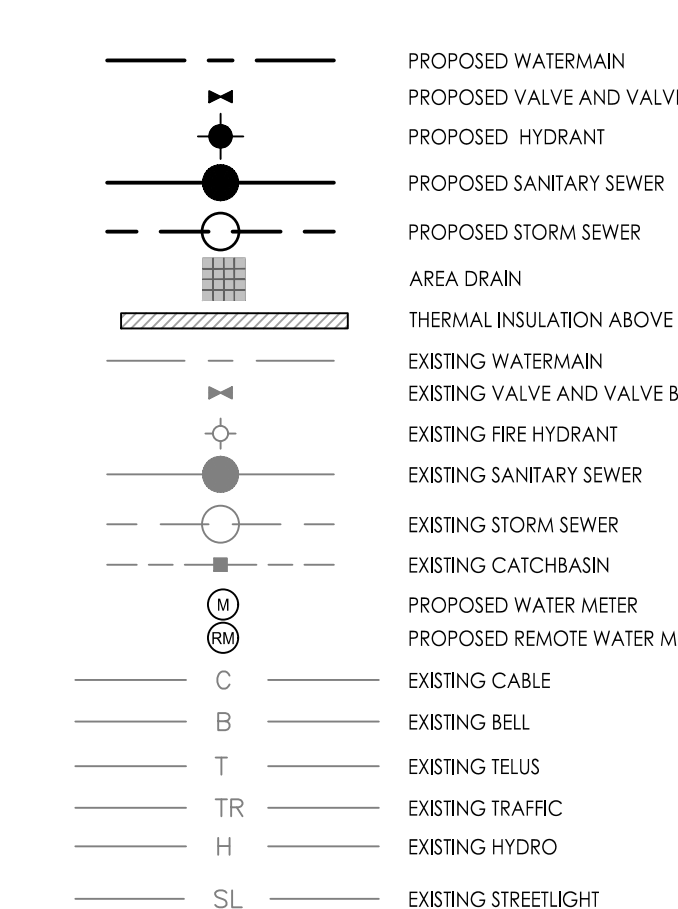 PROPOSED WATERMAIN
PROPOSED VALVE AND
PROPOSED HYDRANT
PROPOSED SANITARY SEWER
PROPOSED STORM SEWER
AREA DRAIN
THERMAL INSULATION ABOVE
EXISTING WATERMAIN
EXISTING VALVE AND VALVE B
EXISTING FIRE HYDRANT
EXISTING SANITARY SEWER
EXISTING STORM SEWER
EXISTING CATCHBASIN
M PROPOSED WATER METER
RM PROPOSED REMOTE WATER M
C EXISTING CABLE
B EXISTING BELL
T EXISTING TELUS
TR EXISTING TRAFFIC
H EXISTING HYDRO
SL EXISTING STREETLIGHT